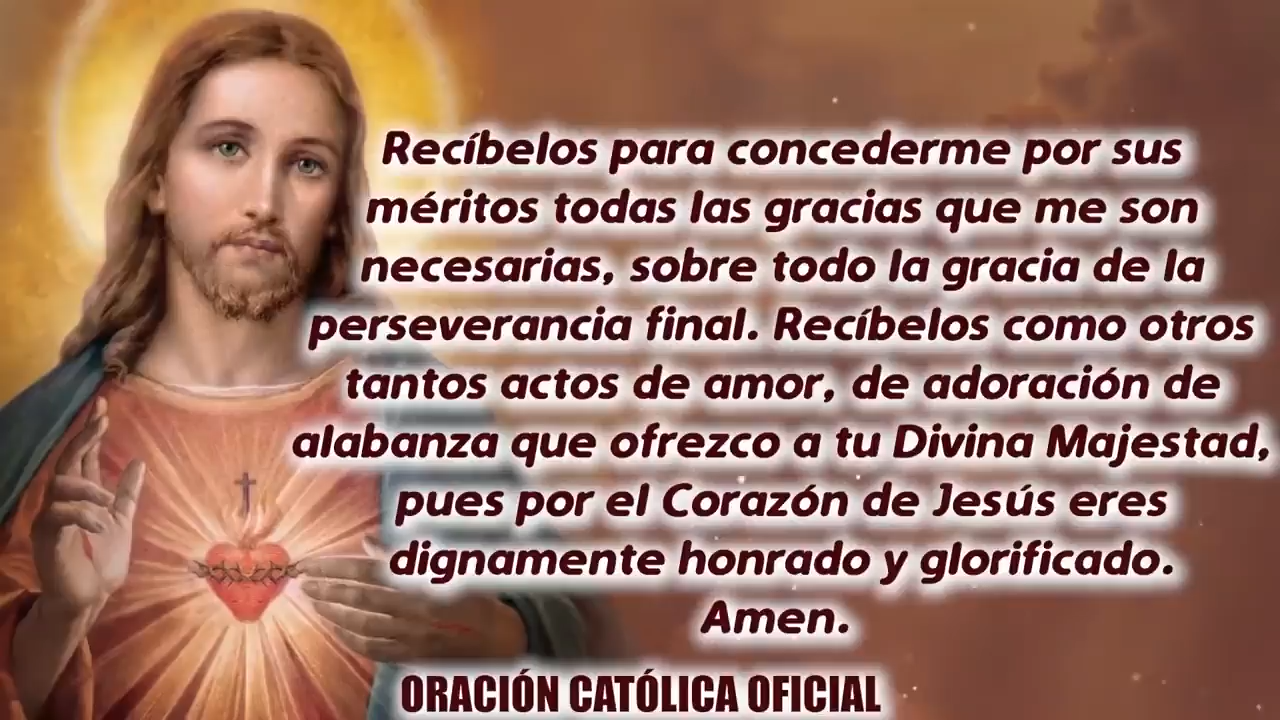 Recíbelos para concederme por sus
méritos todas las gracias que me son
necesarias, sobre todo la gracia de la
perseverancia final. Recíbelos como otros
tantos actos de amor, de adoración de
alabanza que ofrezco a tu Divina Majestad,
pues por el Corazón de Jesús eres
dignamente honrado y glorificado.
Amen.
ORACIÓN CATÓLICA OFICIAL